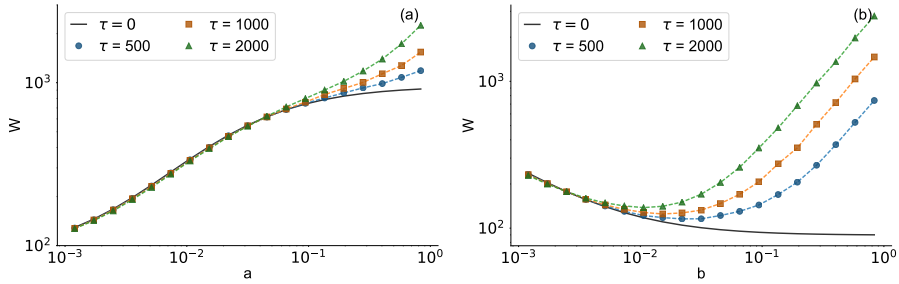 (a)
τ = 0
τ = 500
τ = 1000
τ = 2000
W
10³
10²
10⁻³
10⁻²
10⁻¹
10⁰
a
(b)
τ = 0
τ = 500
τ = 1000
τ = 2000
W
10³
10²
10⁻³
10⁻²
10⁻¹
10⁰
b